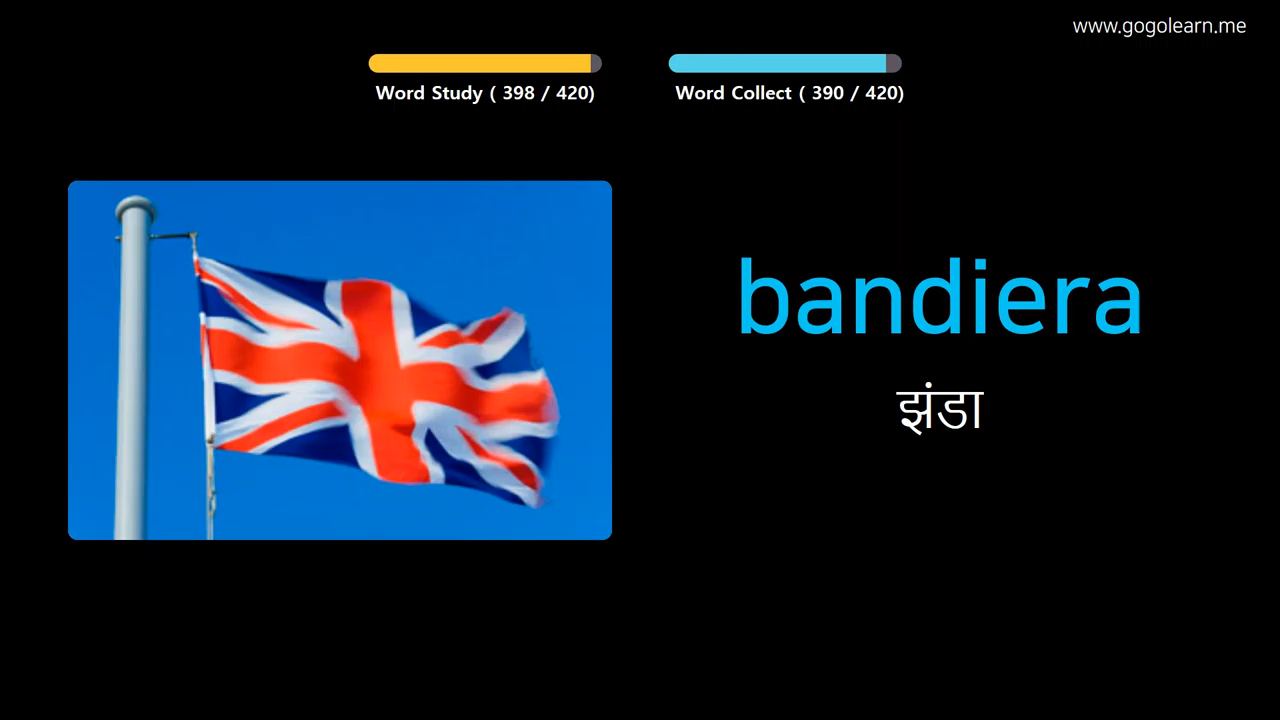 www.gogolearn.me
Word Study ( 398 / 420)
Word Collect ( 390 / 420)
bandiera
झंडा